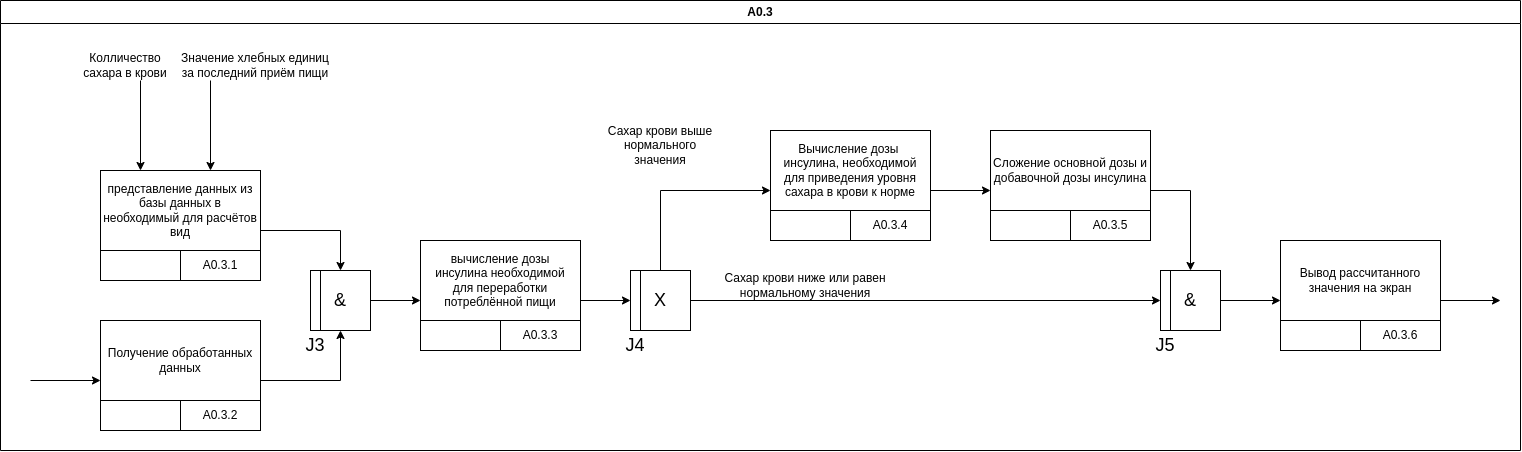 A0.3
Колличество
сахара в крови
Значение хлебных единиц
за последний приём пищи
представление данных из
базы данных в
необходимый для расчётов
вид
A0.3.1
Получение обработанных
данных
A0.3.2
&
J3
вычисление дозы
инсулина необходимой
для переработки
потреблённой пищи
A0.3.3
X
J4
Сахар крови выше
нормального
значения
Вычисление дозы
инсулина, необходимой
для приведения уровня
сахара в крови к норме
A0.3.4
Сложение основной дозы и
добавочной дозы инсулина
A0.3.5
Сахар крови ниже или равен
нормальному значения
&
J5
Вывод рассчитанного
значения на экран
A0.3.6